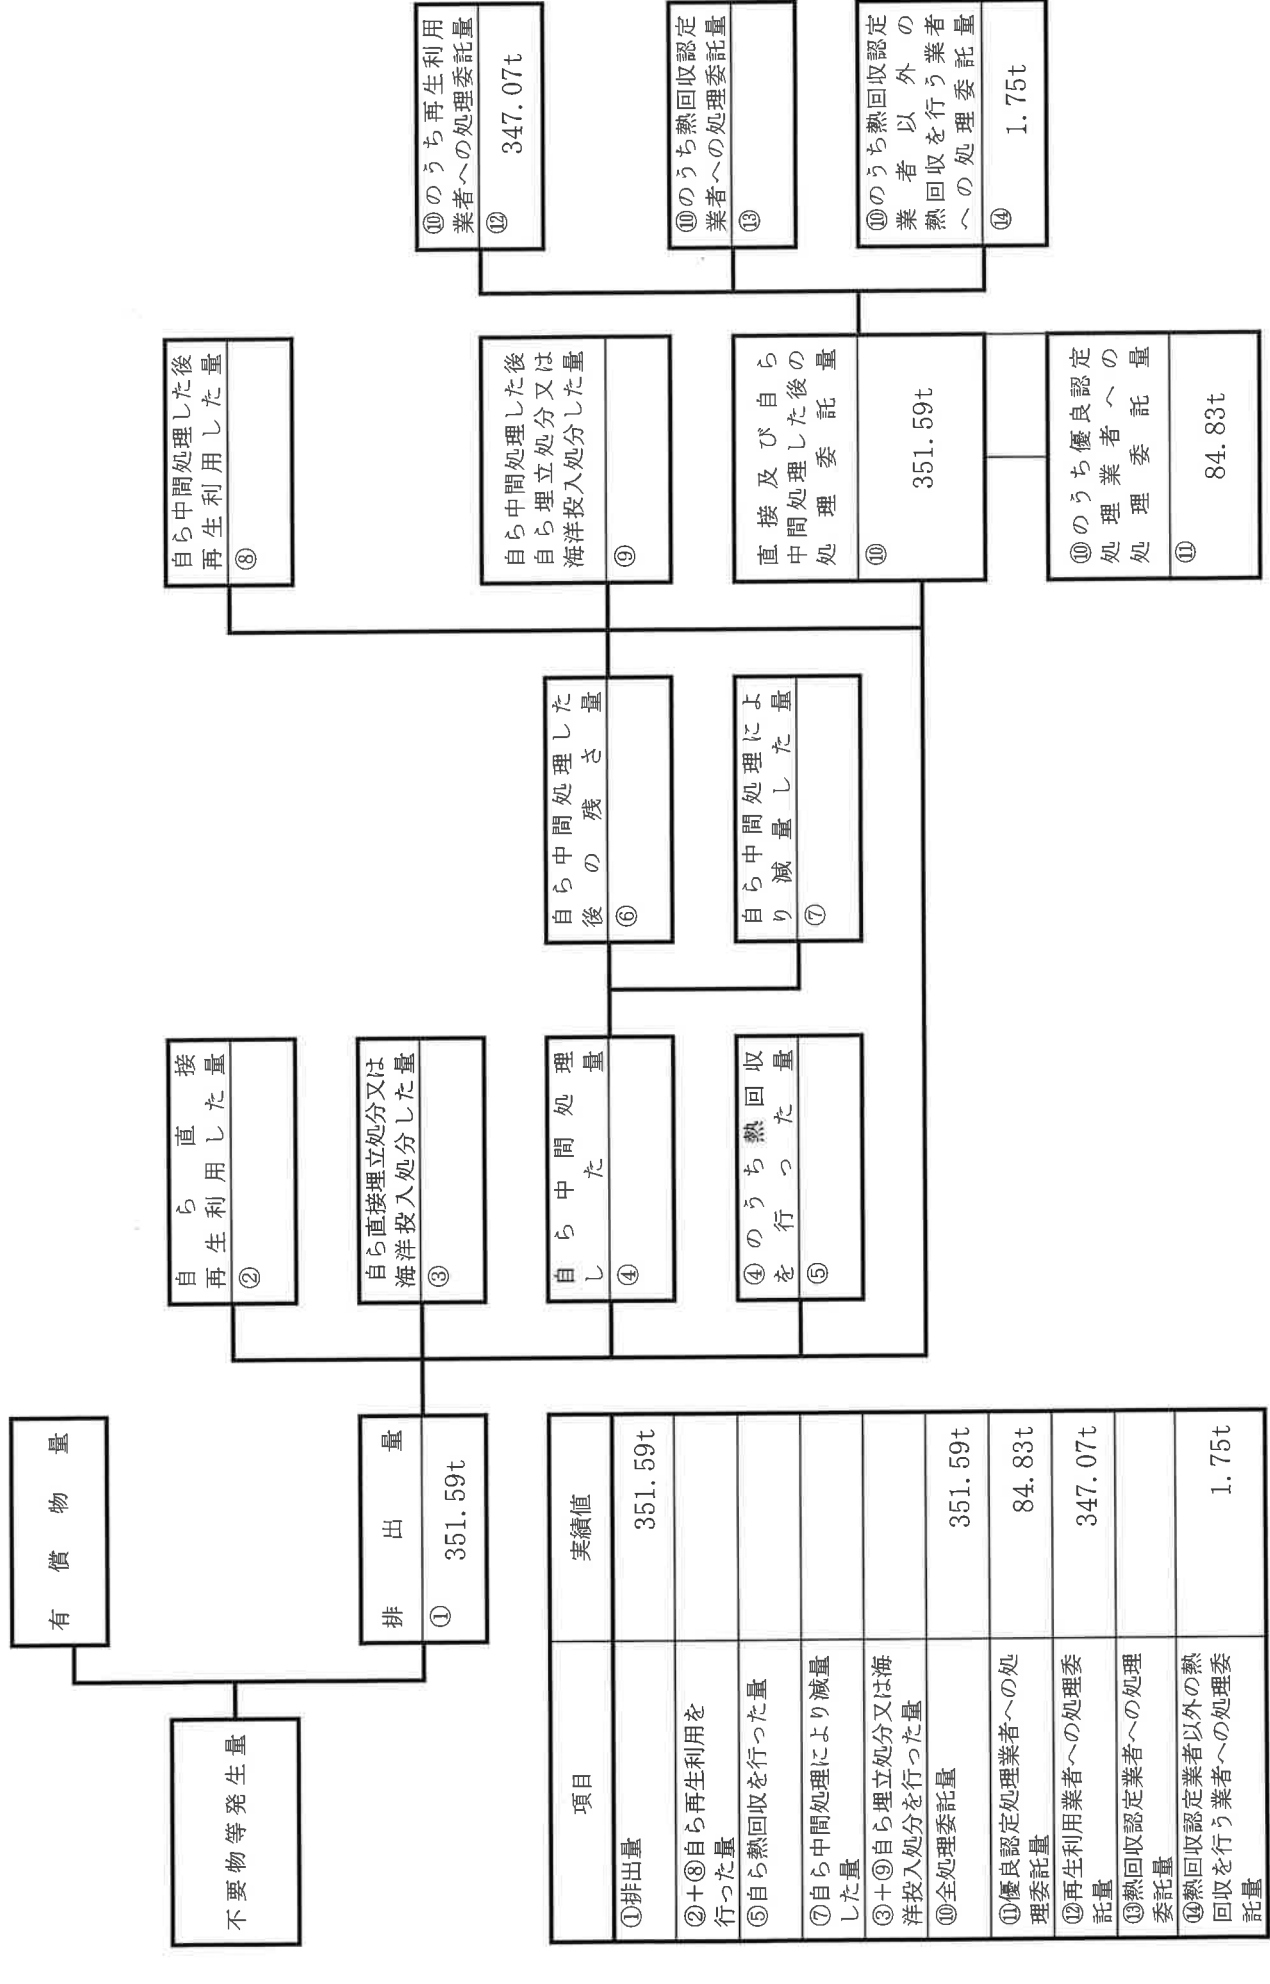 不要物等発生量
有償物量
排出量
①
351.59t
自ら直接
再生利用した量
②
自ら直接埋立処分又は
海洋投入処分した量
③
自ら中間処理
した量
④
④のうち熱回収
を行った量
⑤
自ら中間処理した
後の残さ量
⑥
自ら中間処理によ
り減量した量
⑦
自ら中間処理した後
再生利用した量
⑧
自ら中間処理した後
自ら埋立処分又は
海洋投入処分した量
⑨
直接及び自ら
中間処理した後の
処理委託量
⑩
351.59t
⑩のうち優良認定
処理業者への
処理委託量
⑪
84.83t
⑩のうち再生利用
業者への処理委託量
⑫
347.07t
⑩のうち熱回収認定
業者への処理委託量
⑬
⑩のうち熱回収認定
業者以外の
熱回収を行う業者
への処理委託量
⑭
1.75t
項目 実績値
①排出量 351.59t
②+⑧自ら再生利用を
行った量
⑤自ら熱回収を行った量
⑦自ら中間処理により減量
した量
③+⑨自ら埋立処分又は海
洋投入処分を行った量
⑩全処理委託量 351.59t
⑪優良認定処理業者への処
理委託量 84.83t
⑫再生利用業者への処理委
託量 347.07t
⑬熱回収認定業者への処理
委託量
⑭熱回収認定業者以外の熱
回収を行う業者への処理委
託量 1.75t